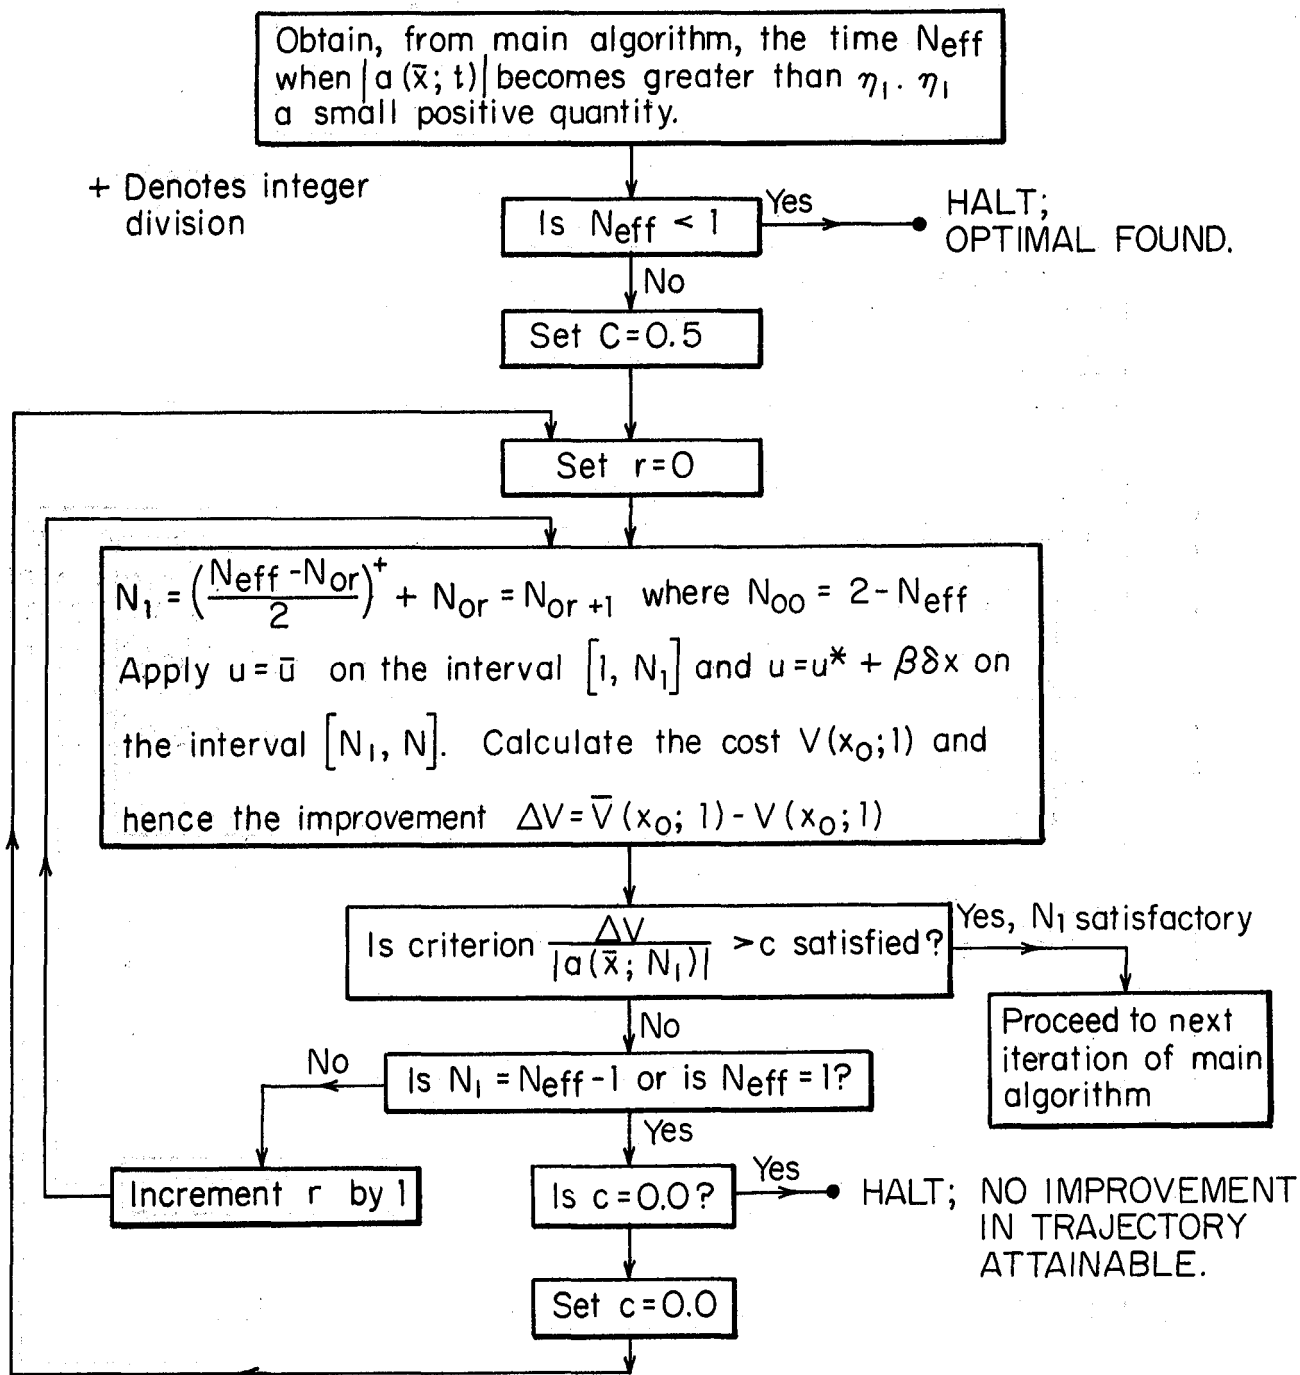 Obtain, from main algorithm, the time Neff
when |a(x̄; t)| becomes greater than η₁. η₁
a small positive quantity.
+ Denotes integer
division
Is Neff < 1
Yes
HALT;
OPTIMAL FOUND.
No
Set C=0.5
Set r=0
N₁ = ((Neff - Nor)/2)⁺ + Nor = Nor+1 where Noo = 2-Neff
Apply u=ū on the interval [1, N₁] and u=u* + βδx on
the interval [N₁, N]. Calculate the cost V(x₀;1) and
hence the improvement ΔV=V̄(x₀; 1)-V(x₀;1)
Is criterion ΔV/|a(x̄; N₁)| >c satisfied?
Yes, N₁ satisfactory
No
Proceed to next
iteration of main
algorithm
No
Is N₁ = Neff-1 or is Neff=1?
Yes
Increment r by 1
Is c=0.0?
Yes
HALT; NO IMPROVEMENT
IN TRAJECTORY
ATTAINABLE.
Set c=0.0